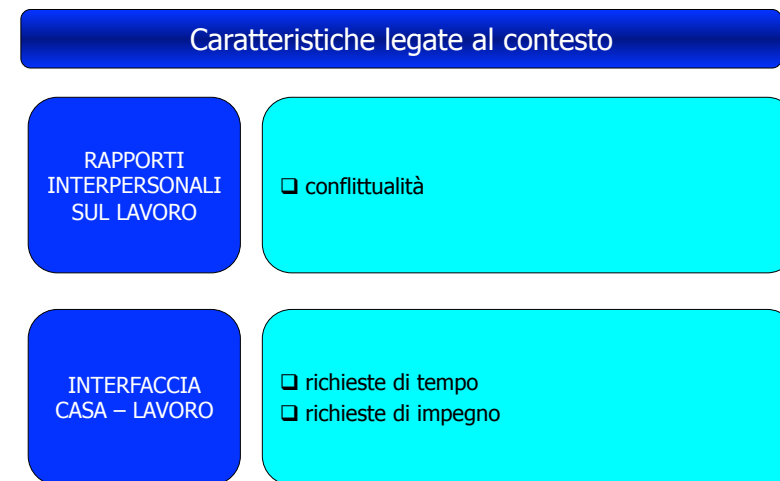 Caratteristiche legate al contesto
RAPPORTI
INTERPERSONALI
SUL LAVORO
❑ conflittualità
INTERFACCIA
CASA – LAVORO
❑ richieste di tempo
❑ richieste di impegno